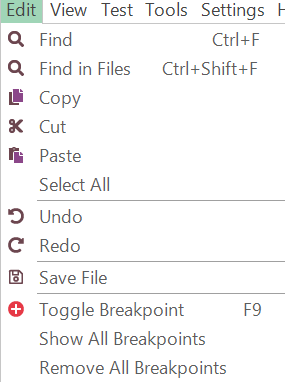 Edit View Test Tools Settings
Find Ctrl+F
Find in Files Ctrl+Shift+F
Copy
Cut
Paste
Select All
Undo
Redo
Save File
Toggle Breakpoint F9
Show All Breakpoints
Remove All Breakpoints